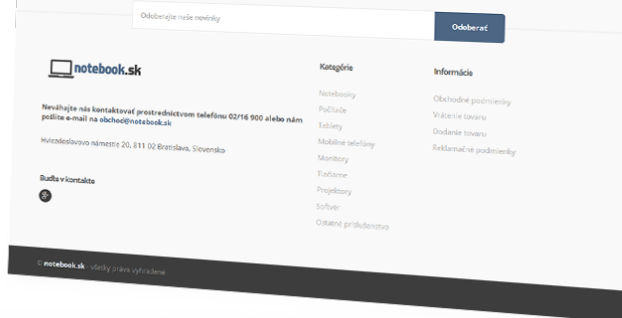 Odoberajte naše novinky
Odoberať
notebook.sk
Neváhajte nás kontaktovať prostredníctvom telefónu 02/16 900 alebo nám
pošlite e-mail na obchod@notebook.sk
Hviezdoslavovo námestie 20, 811 02 Bratislava, Slovensko
Buďte v kontakte
Kategórie
Notebooky
Počítače
Tablety
Mobilné telefóny
Monitory
Tlačiarne
Projektory
Softvér
Ostatné príslušenstvo
Informácie
Obchodné podmienky
Vrátenie tovaru
Dodanie tovaru
Reklamačné podmienky
© notebook.sk - všetky práva vyhradené